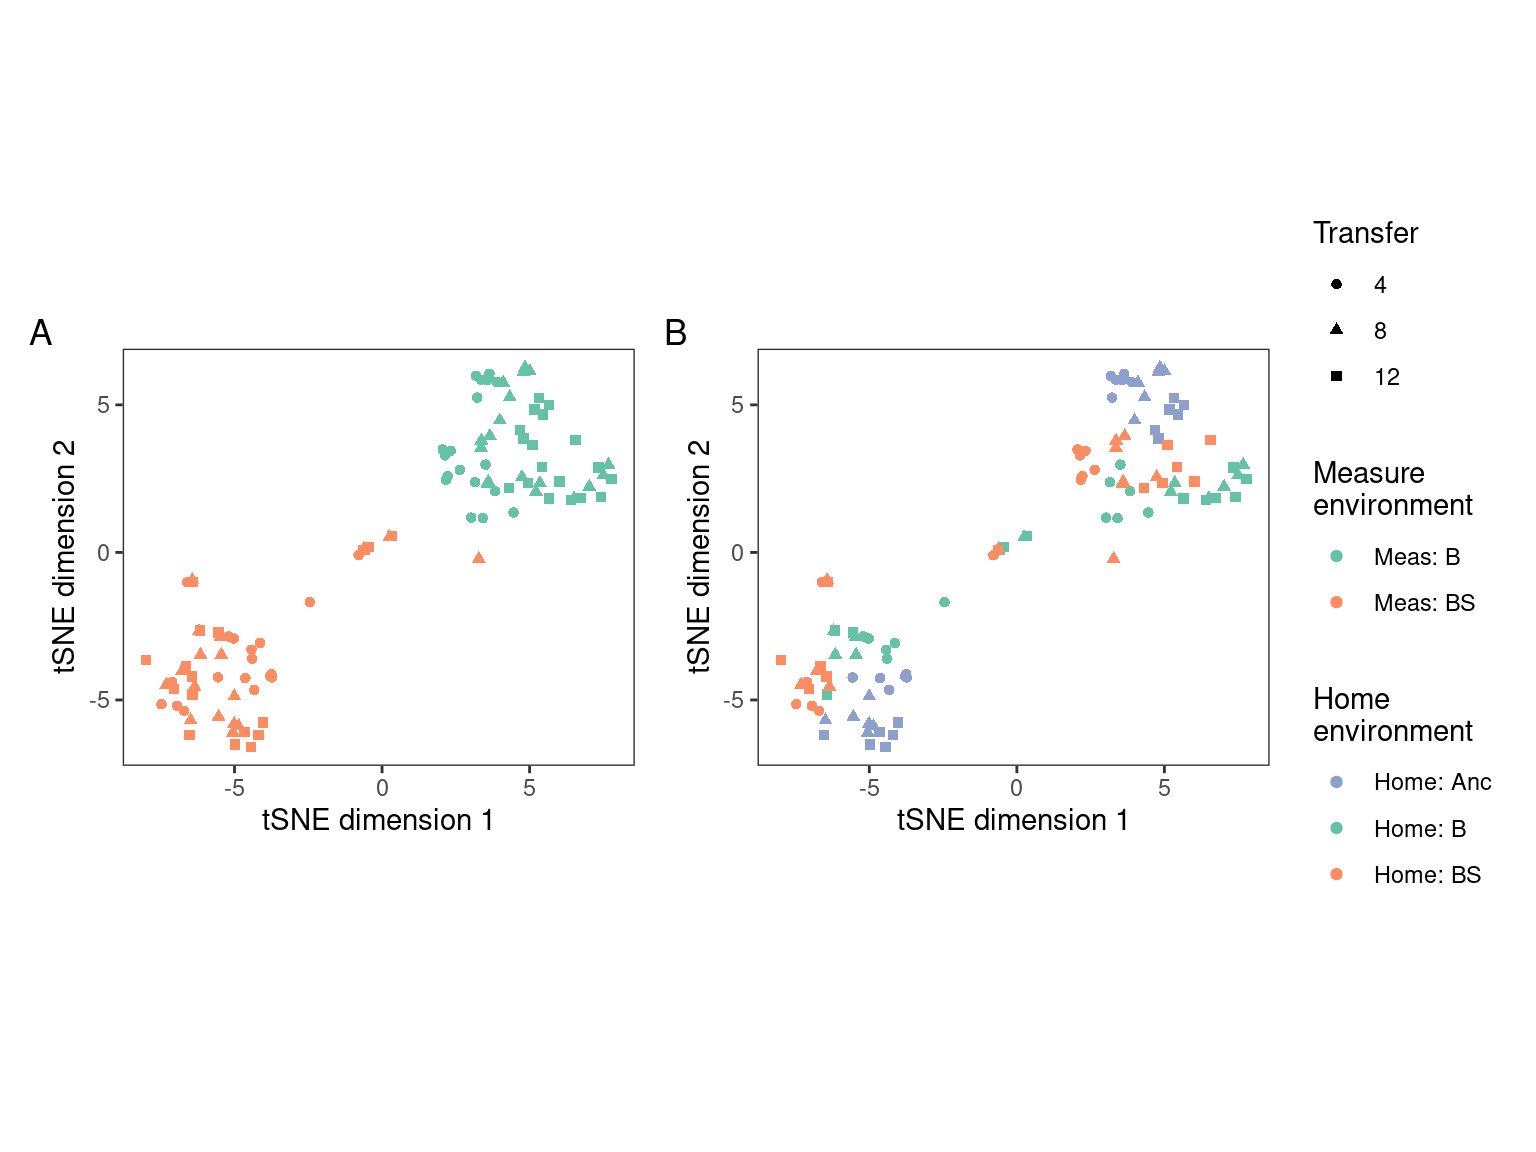 A
B
tSNE dimension 2
5
0
-5
-5
0
5
tSNE dimension 1
tSNE dimension 2
5
0
-5
-5
0
5
tSNE dimension 1
Transfer
4
8
12
Measure
environment
Meas: B
Meas: BS
Home
environment
Home: Anc
Home: B
Home: BS